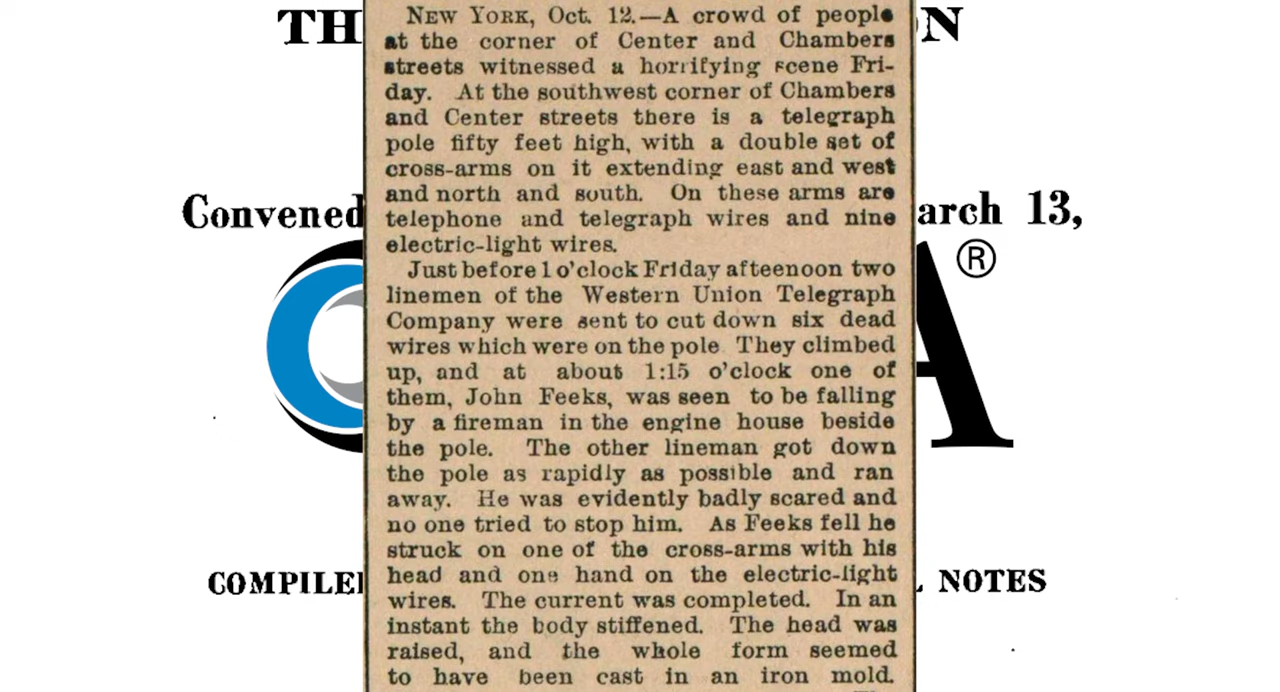 TH
ON
Convened
arch 13,
®
COMPILE
NOTES
NEW YORK, Oct. 12.—A crowd of people
at the corner of Center and Chambers
streets witnessed a horrifying scene Fri-
day. At the southwest corner of Chambers
and Center streets there is a telegraph
pole fifty feet high, with a double set of
cross-arms on it extending east and west
and north and south. On these arms are
telephone and telegraph wires and nine
electric-light wires.
Just before 1 o'clock Friday afteenoon two
linemen of the Western Union Telegraph
Company were sent to cut down six dead
wires which were on the pole They climbed
up, and at about 1:15 o'clock one of
them, John Feeks, was seen to be falling
by a fireman in the engine house beside
the pole. The other lineman got down
the pole as rapidly as possible and ran
away. He was evidently badly scared and
no one tried to stop him. As Feeks fell he
struck on one of the cross-arms with his
head and one hand on the electric-light
wires. The current was completed. In an
instant the body stiffened. The head was
raised, and the whole form seemed
to have been cast in an iron mold.